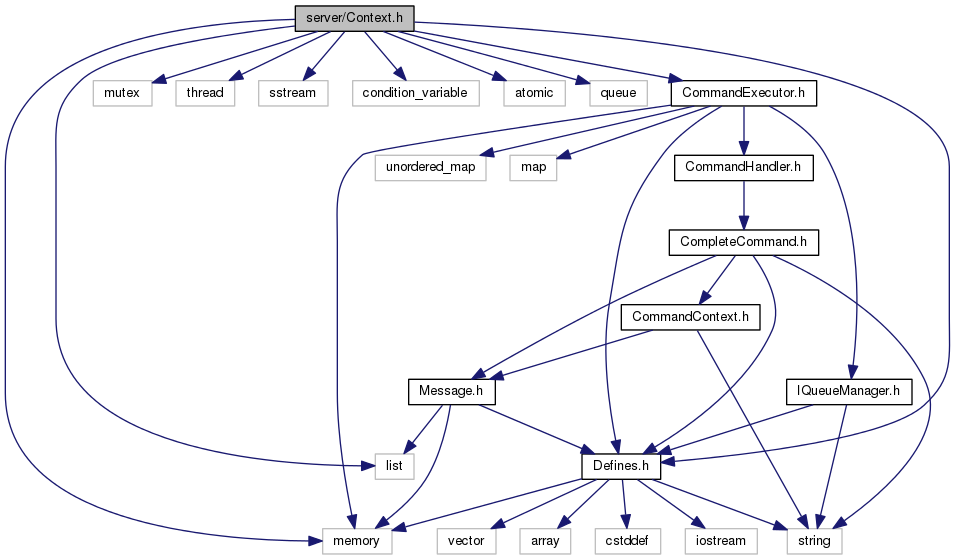 server/Context.h
mutex
thread
sstream
condition_variable
atomic
queue
CommandExecutor.h
unordered_map
map
CommandHandler.h
CompleteCommand.h
CommandContext.h
Message.h
IQueueManager.h
list
Defines.h
memory
vector
array
cstddef
iostream
string